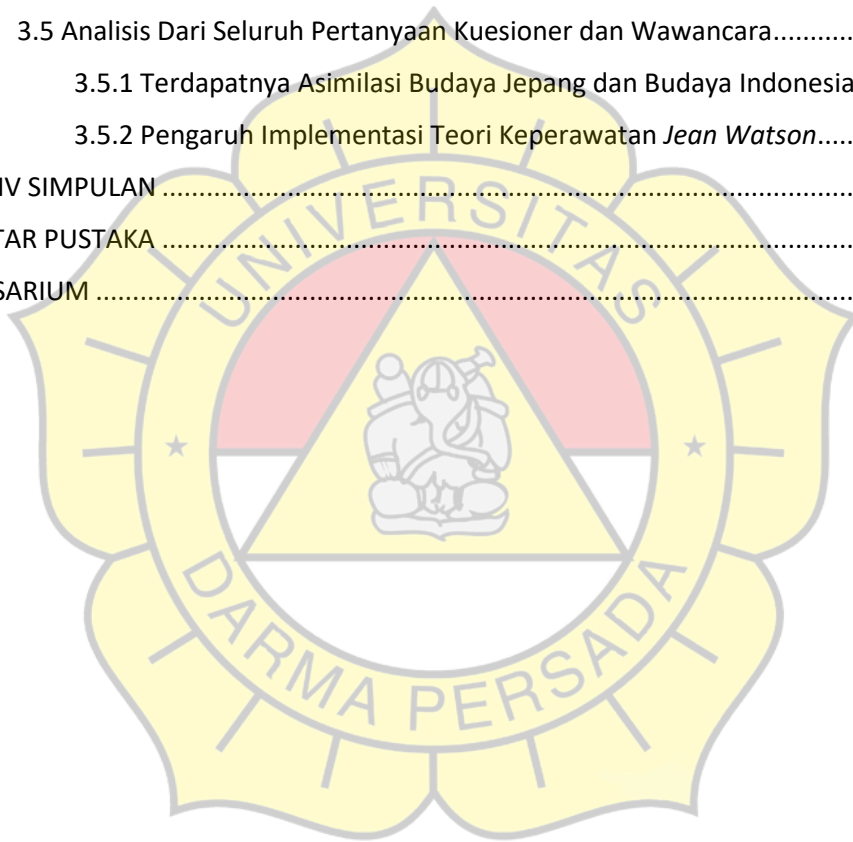 3.5 Analisis Dari Seluruh Pertanyaan Kuesioner dan Wawancara..........
3.5.1 Terdapatnya Asimilasi Budaya Jepang dan Budaya Indonesia
3.5.2 Pengaruh Implementasi Teori Keperawatan Jean Watson.....
IV SIMPULAN ..........................................................................................
TAR PUSTAKA ..........................................................................................
SARIUM ....................................................................................................
UNIVERSITAS
DARMA PERSADA